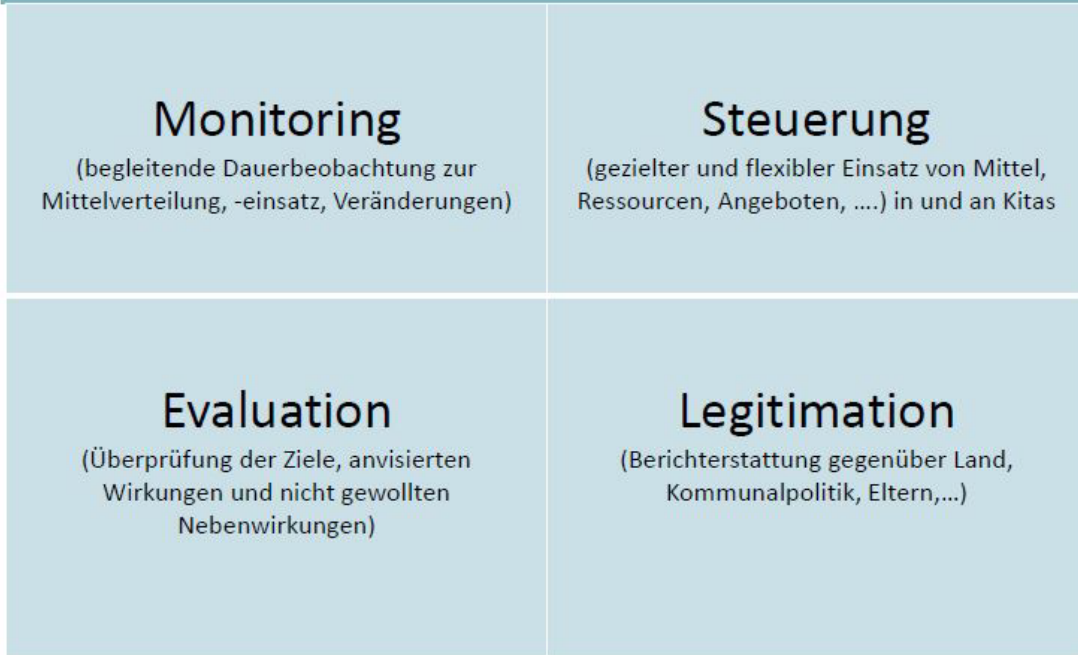 Monitoring
(begleitende Dauerbeobachtung zur
Mittelverteilung, -einsatz, Veränderungen)
Steuerung
(gezielter und flexibler Einsatz von Mittel,
Ressourcen, Angeboten, ....) in und an Kitas
Evaluation
(Überprüfung der Ziele, anvisierten
Wirkungen und nicht gewollten
Nebenwirkungen)
Legitimation
(Berichterstattung gegenüber Land,
Kommunalpolitik, Eltern,...)